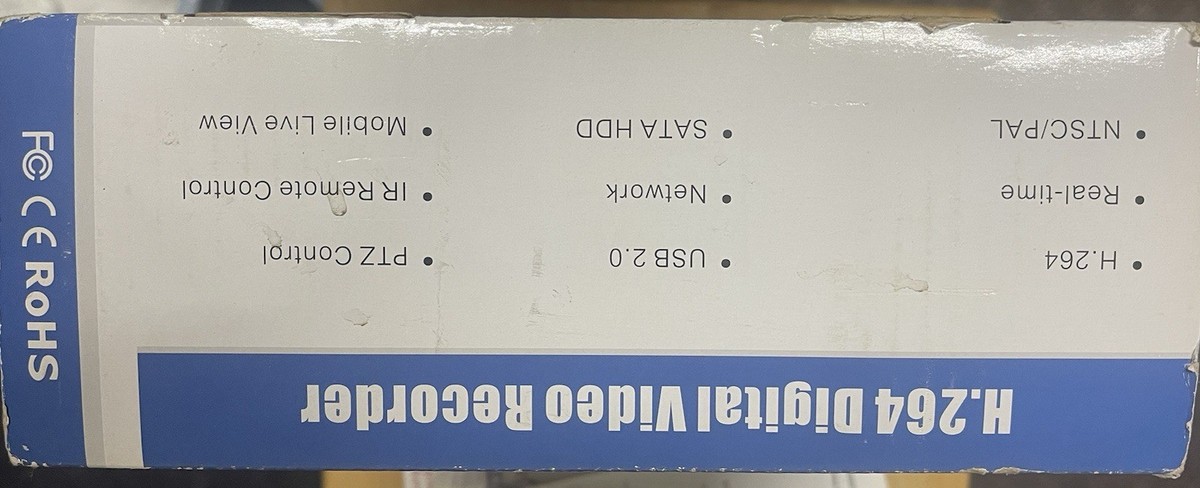 H.264 Digital Video Recorder
• H.264
• Real-time
• NTSC/PAL
• USB 2.0
• Network
• SATA HDD
• PTZ Control
• IR Remote Control
• Mobile Live View
FC CE RoHS